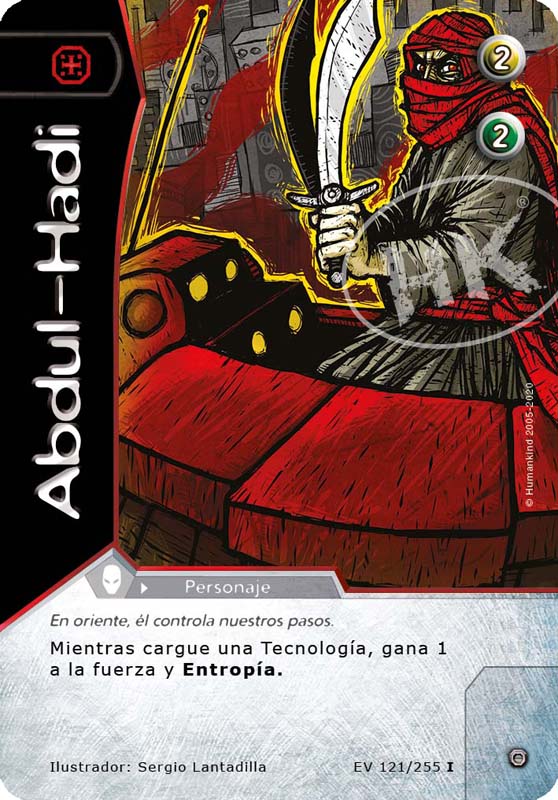 2
2
Abdul-Hadi
HK
®
© Humankind 2005-2020
Personaje
En oriente, él controla nuestros pasos.
Mientras cargue una Tecnología, gana 1
a la fuerza y Entropía.
Ilustrador: Sergio Lantadilla
EV 121/255 I